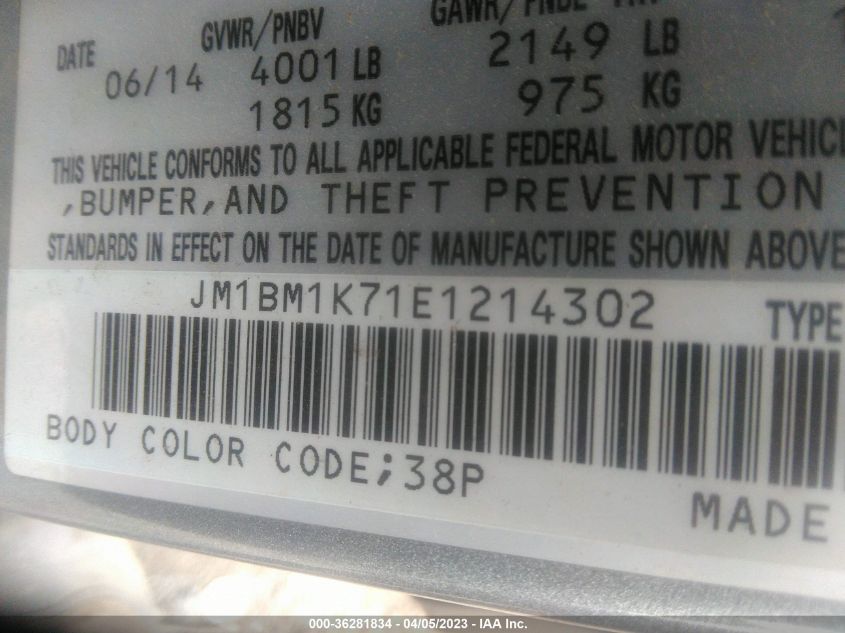 GVWR/PNBV GAWR/PNBE
DATE 06/14 4001 LB 2149 LB
1815 KG 975 KG
THIS VEHICLE CONFORMS TO ALL APPLICABLE FEDERAL MOTOR
,BUMPER,AND THEFT PREVENTION
STANDARDS IN EFFECT ON THE DATE OF MANUFACTURE SHOWN ABOVE
JM1BM1K71E1214302 TYPE
BODY COLOR CODE;38P
MADE
000-36281834 - 04/05/2023 - IAA Inc.